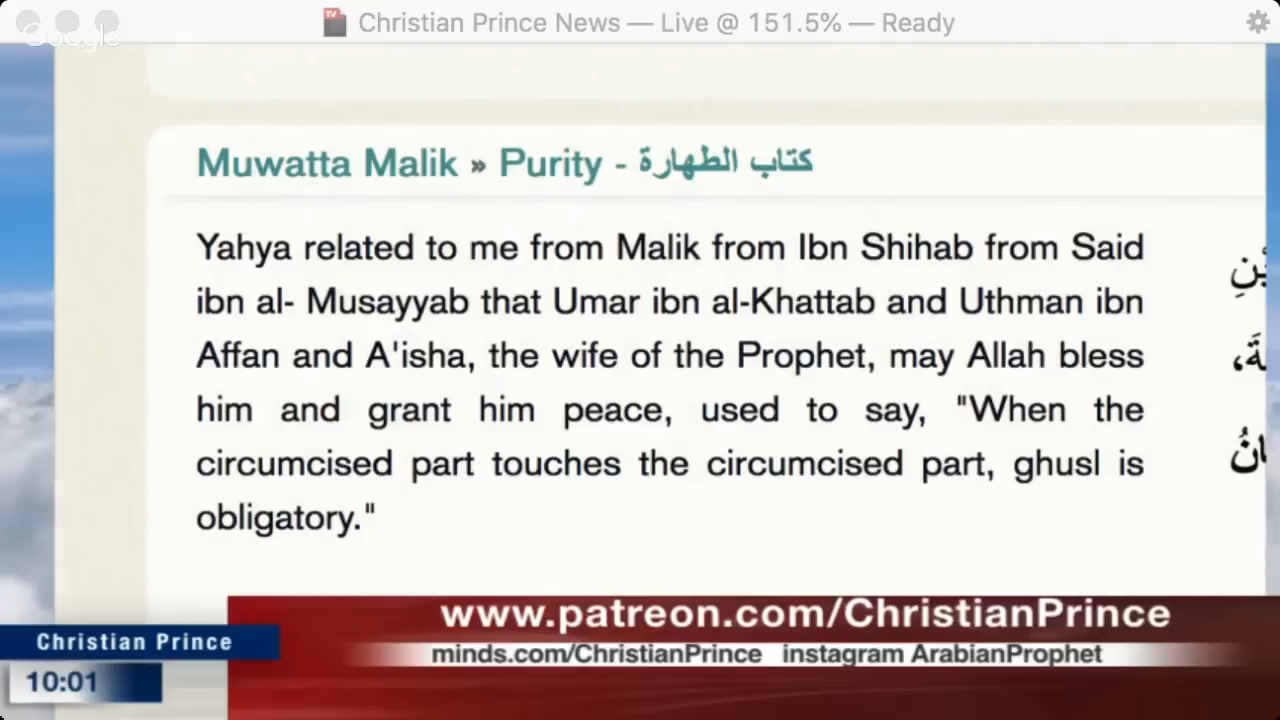 Christian Prince News — Live @ 151.5% — Ready
Google
Muwatta Malik » Purity - كتاب الطهارة
Yahya related to me from Malik from Ibn Shihab from Said
ibn al- Musayyab that Umar ibn al-Khattab and Uthman ibn
Affan and A'isha, the wife of the Prophet, may Allah bless
him and grant him peace, used to say, "When the
circumcised part touches the circumcised part, ghusl is
obligatory."
www.patreon.com/ChristianPrince
Christian Prince
minds.com/ChristianPrince instagram ArabianProphet
10:01